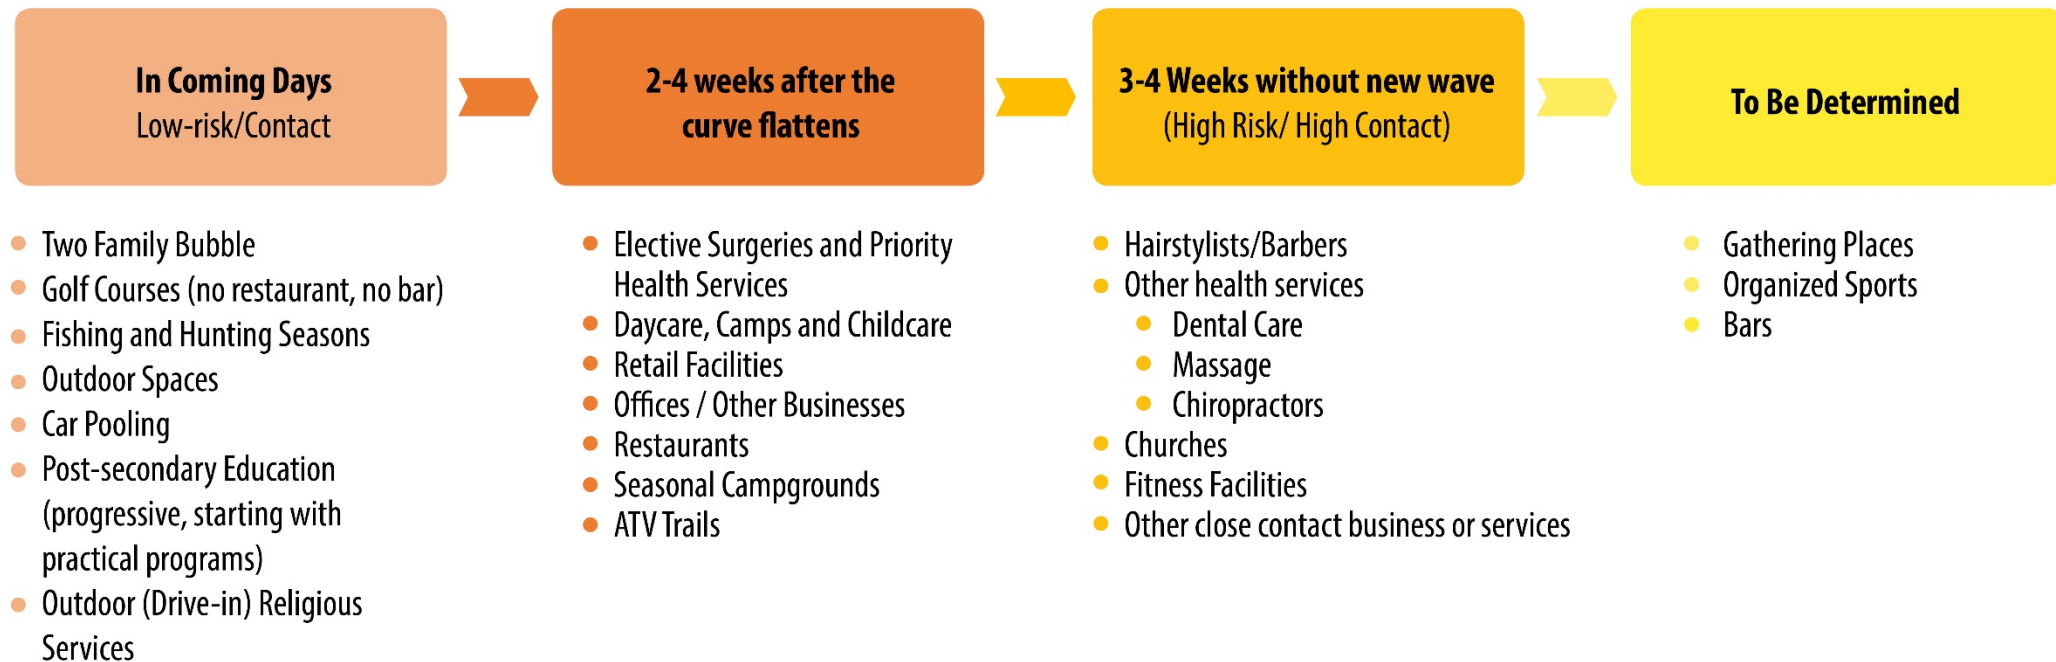 In Coming Days
Low-risk/Contact
2-4 weeks after the
curve flattens
3-4 Weeks without new wave
(High Risk/ High Contact)
To Be Determined
Two Family Bubble
Golf Courses (no restaurant, no bar)
Fishing and Hunting Seasons
Outdoor Spaces
Car Pooling
Post-secondary Education
(progressive, starting with
practical programs)
Outdoor (Drive-in) Religious
Services
Elective Surgeries and Priority
Health Services
Daycare, Camps and Childcare
Retail Facilities
Offices / Other Businesses
Restaurants
Seasonal Campgrounds
ATV Trails
Hairstylists/Barbers
Other health services
Dental Care
Massage
Chiropractors
Churches
Fitness Facilities
Other close contact business or services
Gathering Places
Organized Sports
Bars